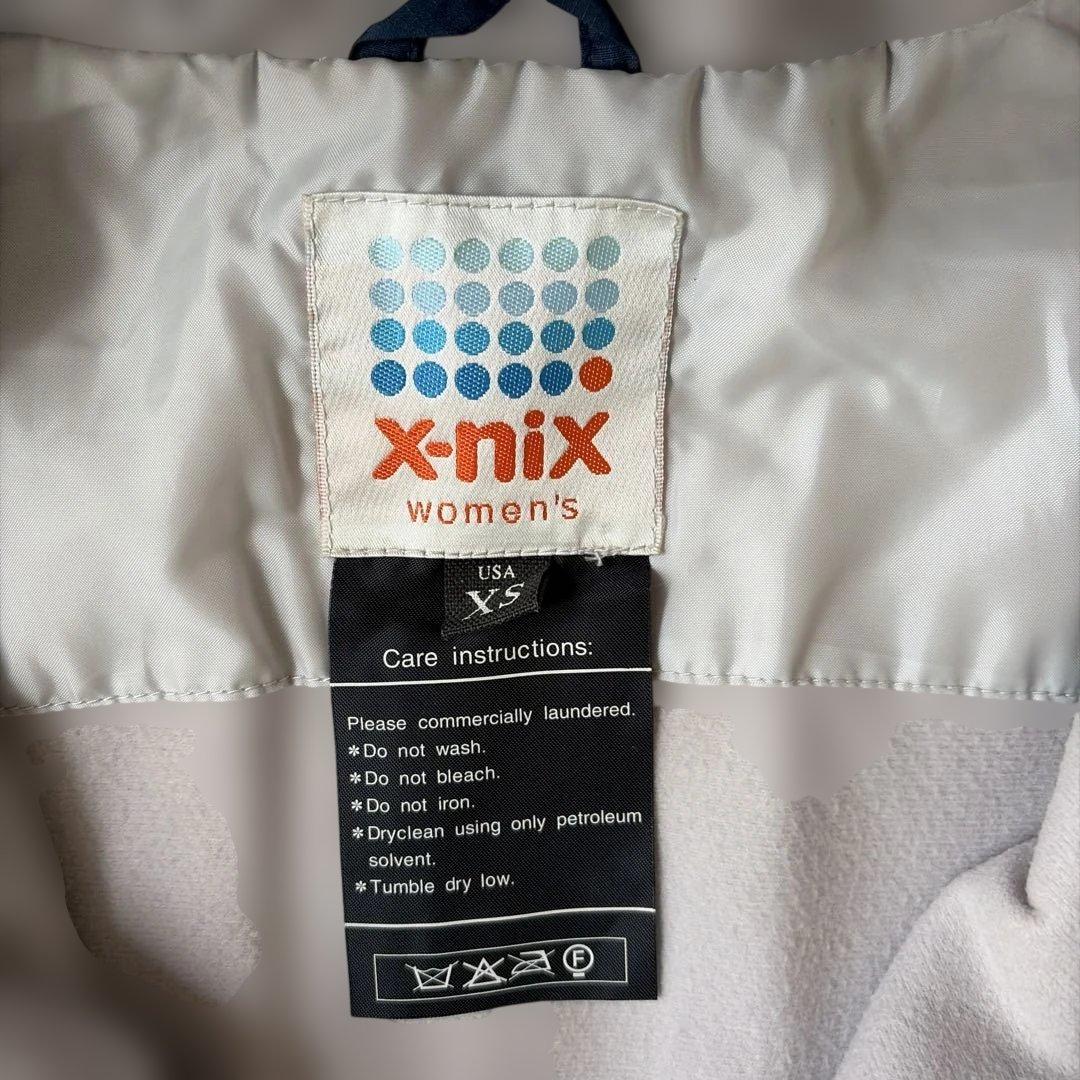 x-nix
women's
USA
XS
Care instructions:
Please commercially laundered.
*Do not wash.
*Do not bleach.
*Do not iron.
*Dryclean using only petroleum
solvent.
*Tumble dry low.
F